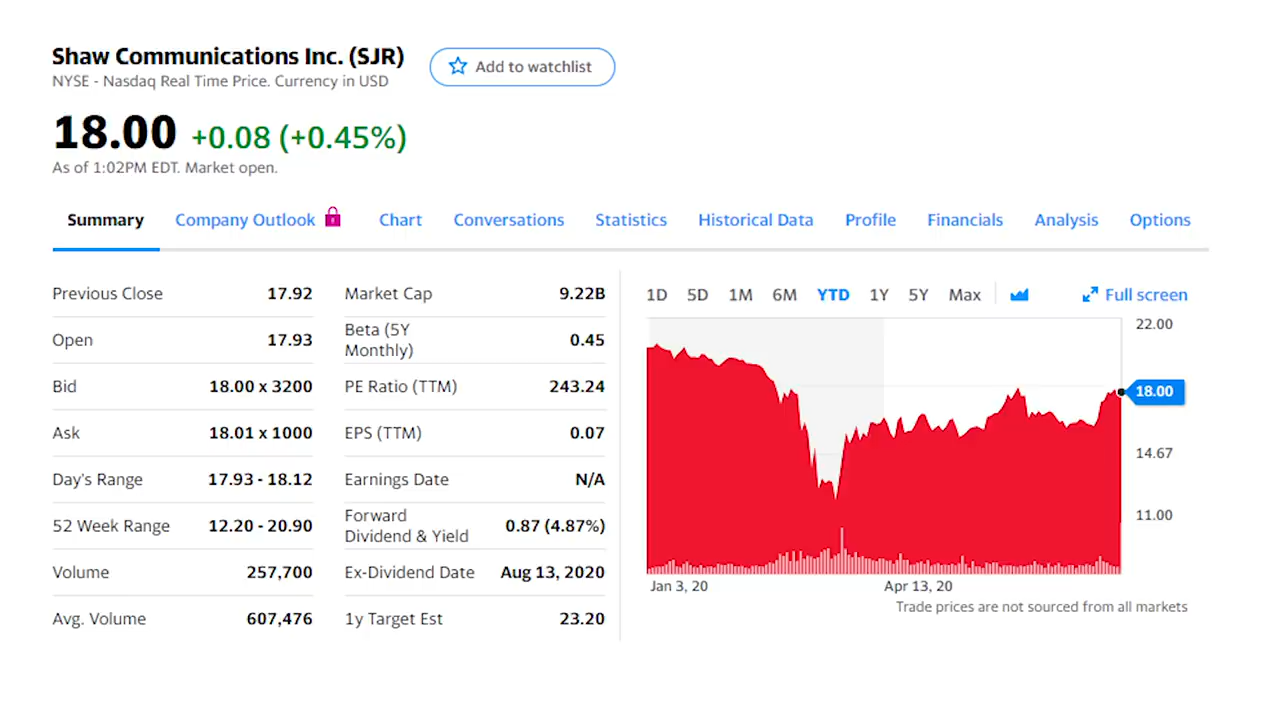 Shaw Communications Inc. (SJR)
Add to watchlist
NYSE - Nasdaq Real Time Price. Currency in USD
18.00 +0.08 (+0.45%)
As of 1:02PM EDT. Market open.
Summary Company Outlook Chart Conversations Statistics Historical Data Profile Financials Analysis Options
Previous Close 17.92
Open 17.93
Bid 18.00 x 3200
Ask 18.01 x 1000
Day's Range 17.93 - 18.12
52 Week Range 12.20 - 20.90
Volume 257,700
Avg. Volume 607,476
Market Cap 9.22B
Beta (5Y
Monthly) 0.45
PE Ratio (TTM) 243.24
EPS (TTM) 0.07
Earnings Date N/A
Forward
Dividend & Yield 0.87 (4.87%)
Ex-Dividend Date Aug 13, 2020
1y Target Est 23.20
1D 5D 1M 6M YTD 1Y 5Y Max Full screen
22.00
18.00
14.67
11.00
Jan 3, 20 Apr 13, 20
Trade prices are not sourced from all markets